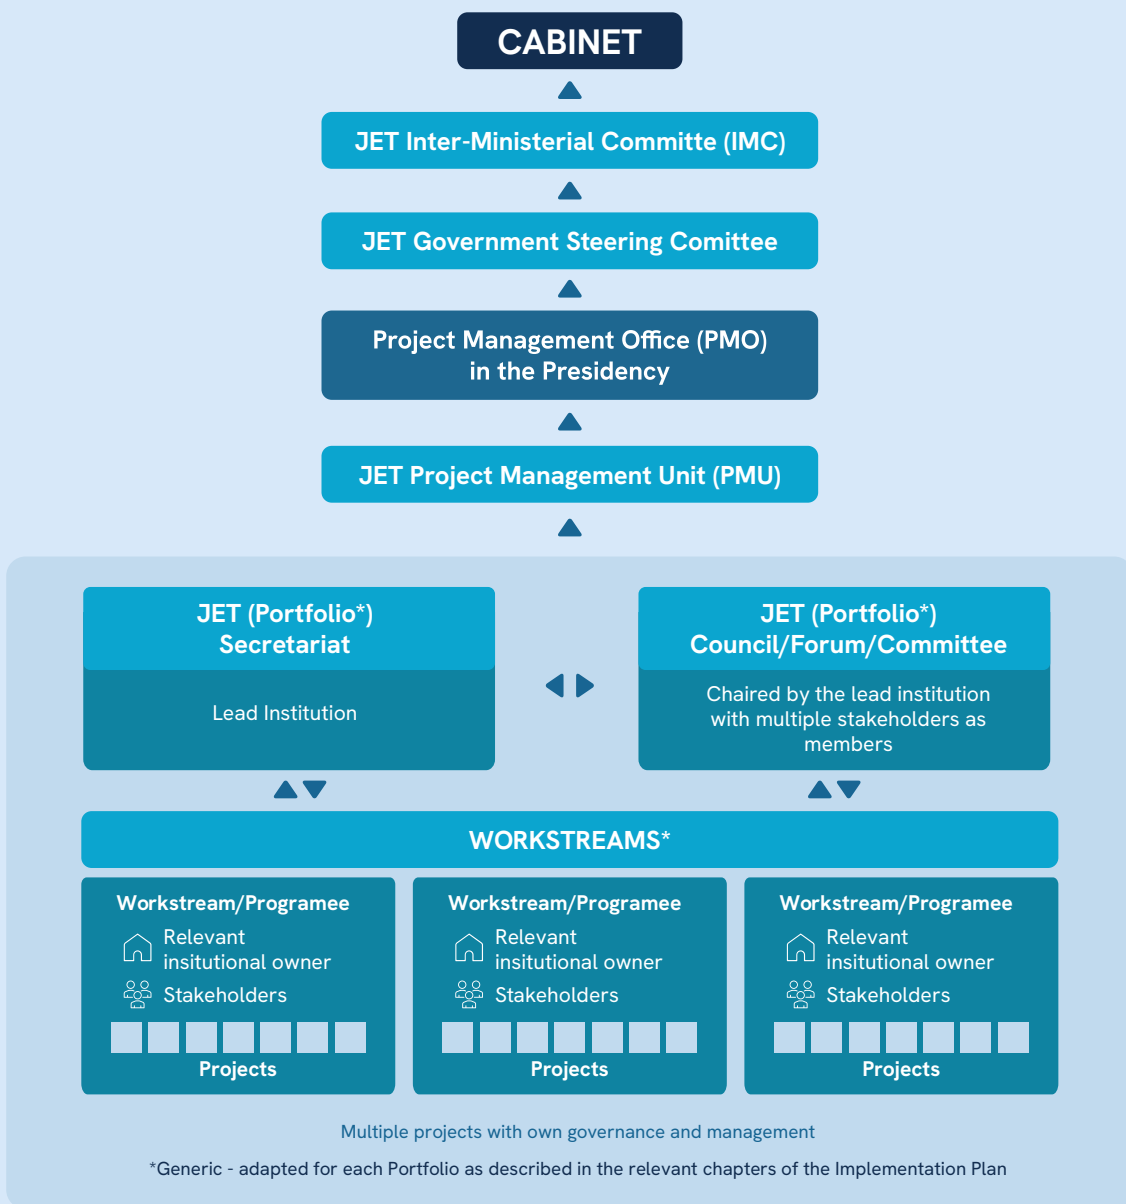 CABINET
JET Inter-Ministerial Committe (IMC)
JET Government Steering Comittee
Project Management Office (PMO)
in the Presidency
JET Project Management Unit (PMU)
JET (Portfolio*)
Secretariat
Lead Institution
JET (Portfolio*)
Council/Forum/Committee
Chaired by the lead institution
with multiple stakeholders as
members
WORKSTREAMS*
Workstream/Programee
Relevant
insitutional owner
Stakeholders
Projects
Workstream/Programee
Relevant
insitutional owner
Stakeholders
Projects
Workstream/Programee
Relevant
insitutional owner
Stakeholders
Projects
Multiple projects with own governance and management
*Generic - adapted for each Portfolio as described in the relevant chapters of the Implementation Plan